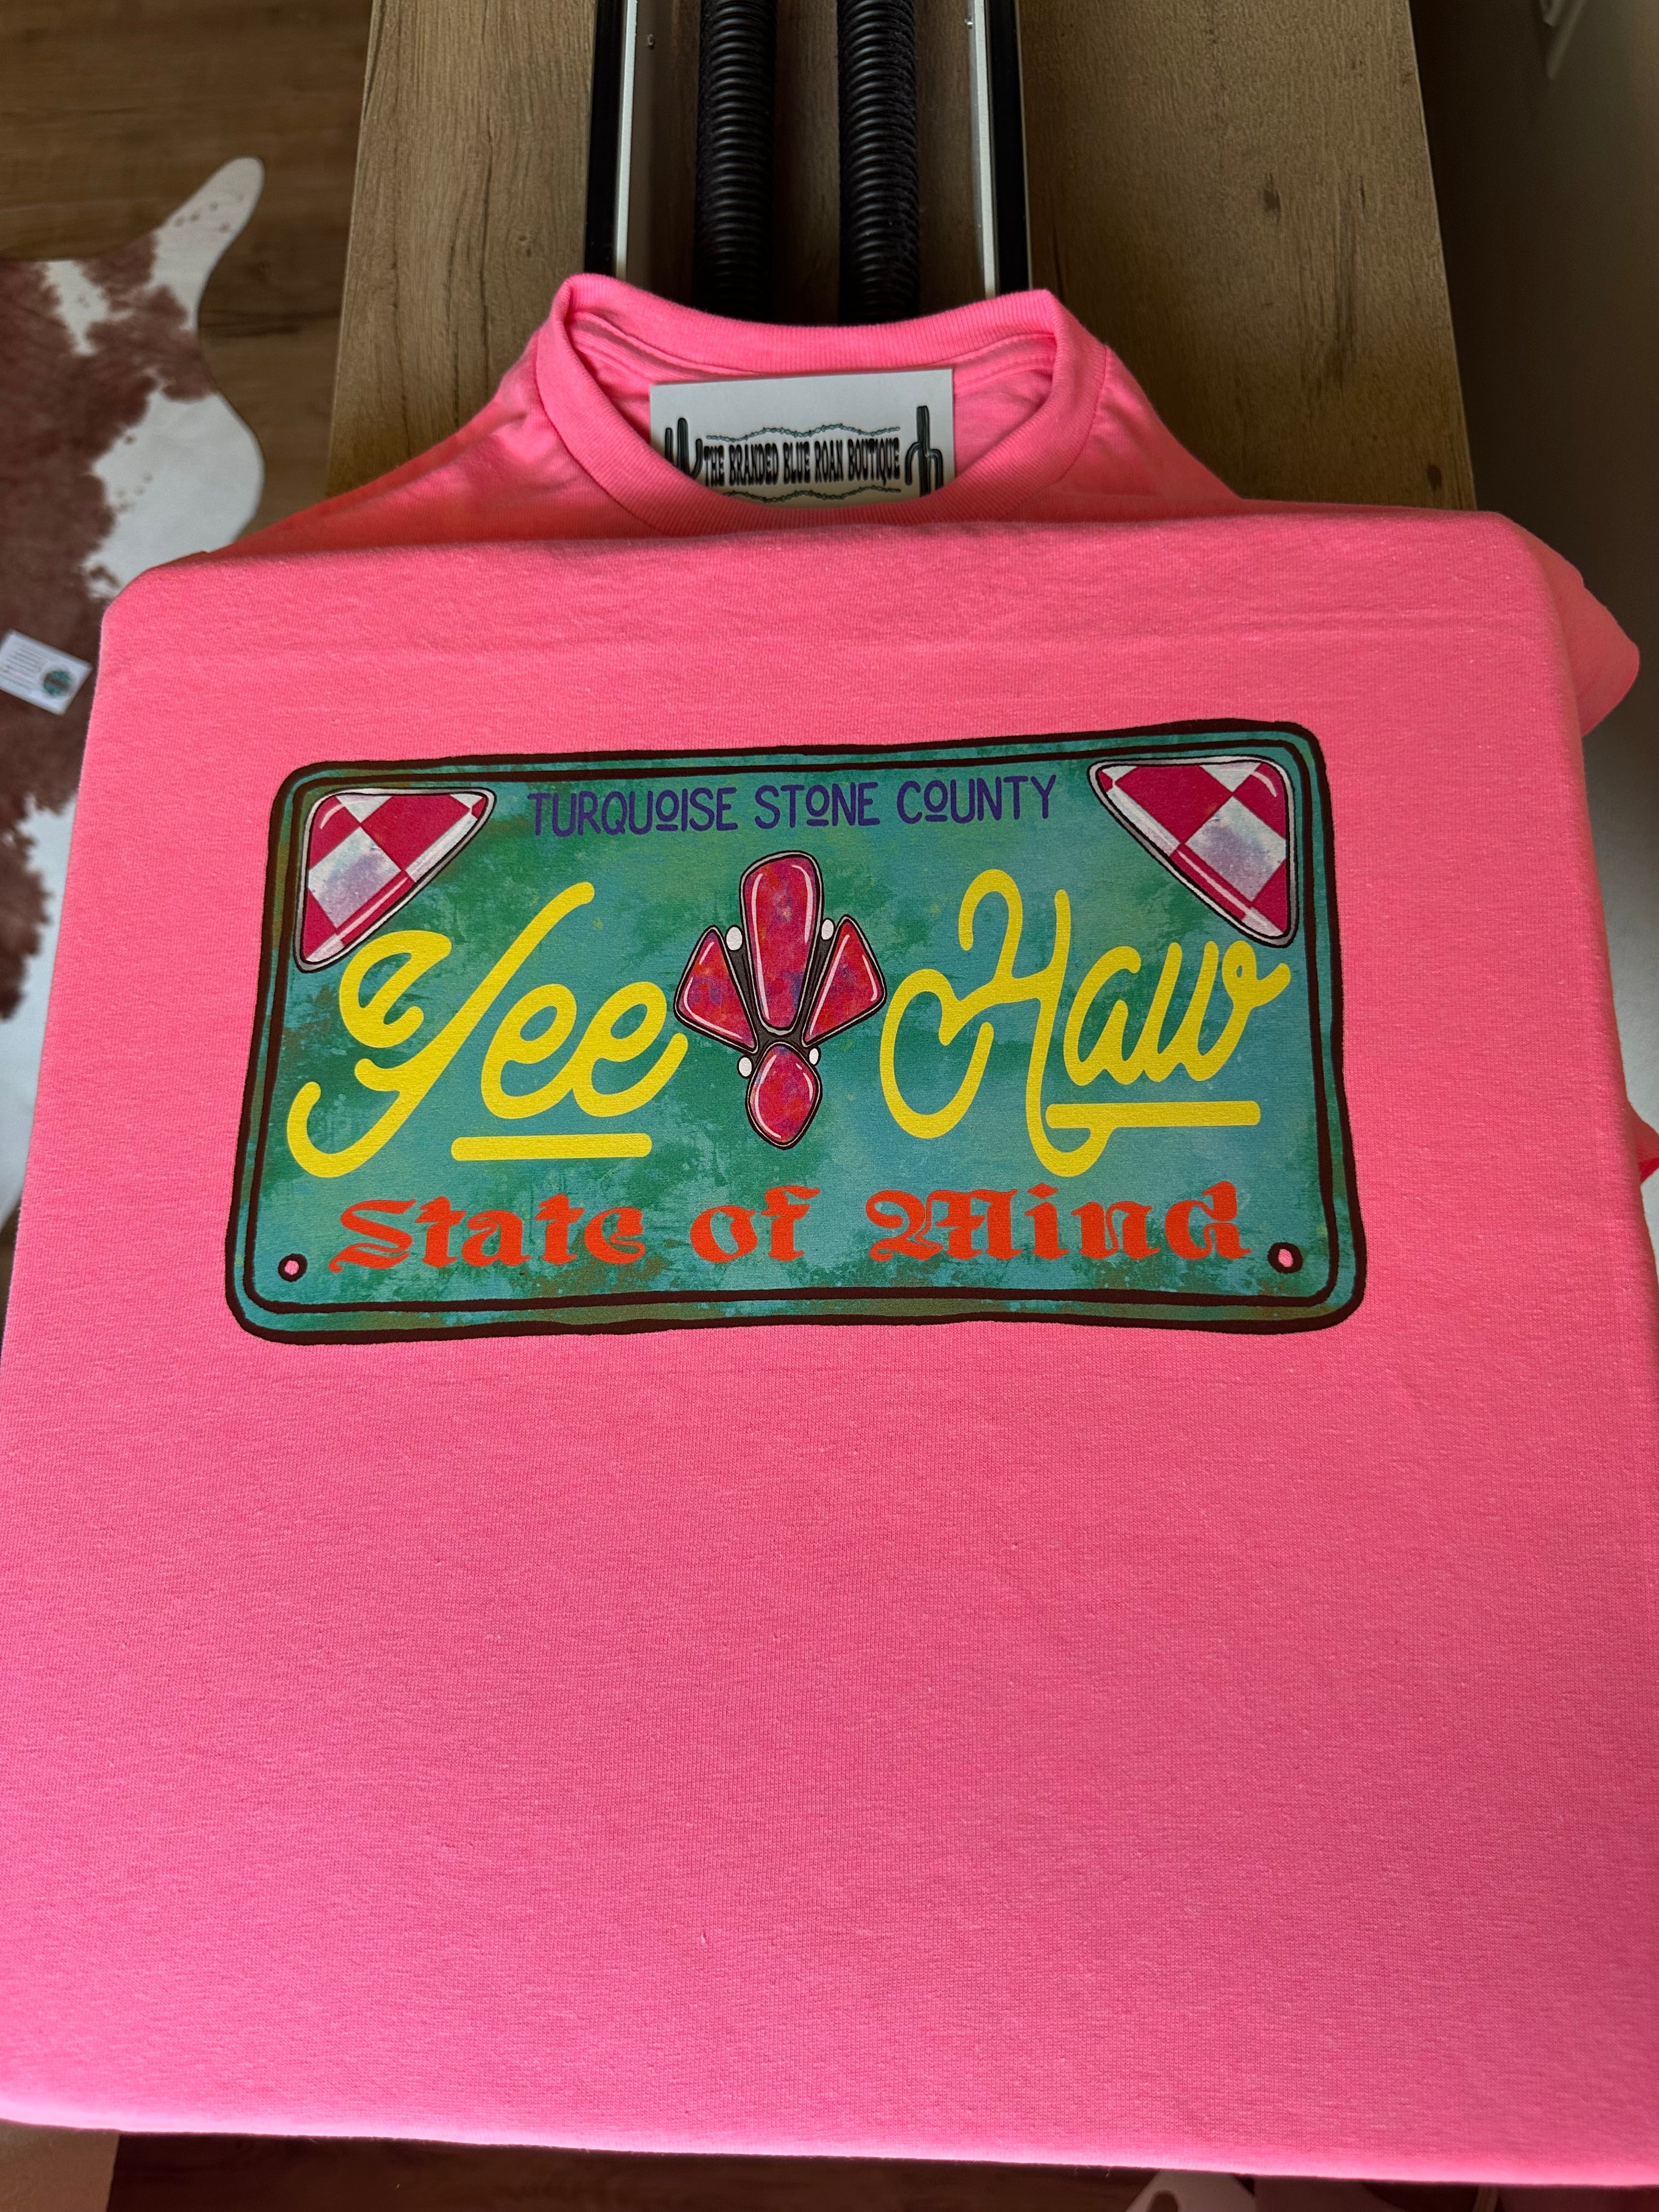 THE BRANDED BLUE ROAN BOUTIQUE
TURQUOISE STONE COUNTY
Yee Haw
State of Mind